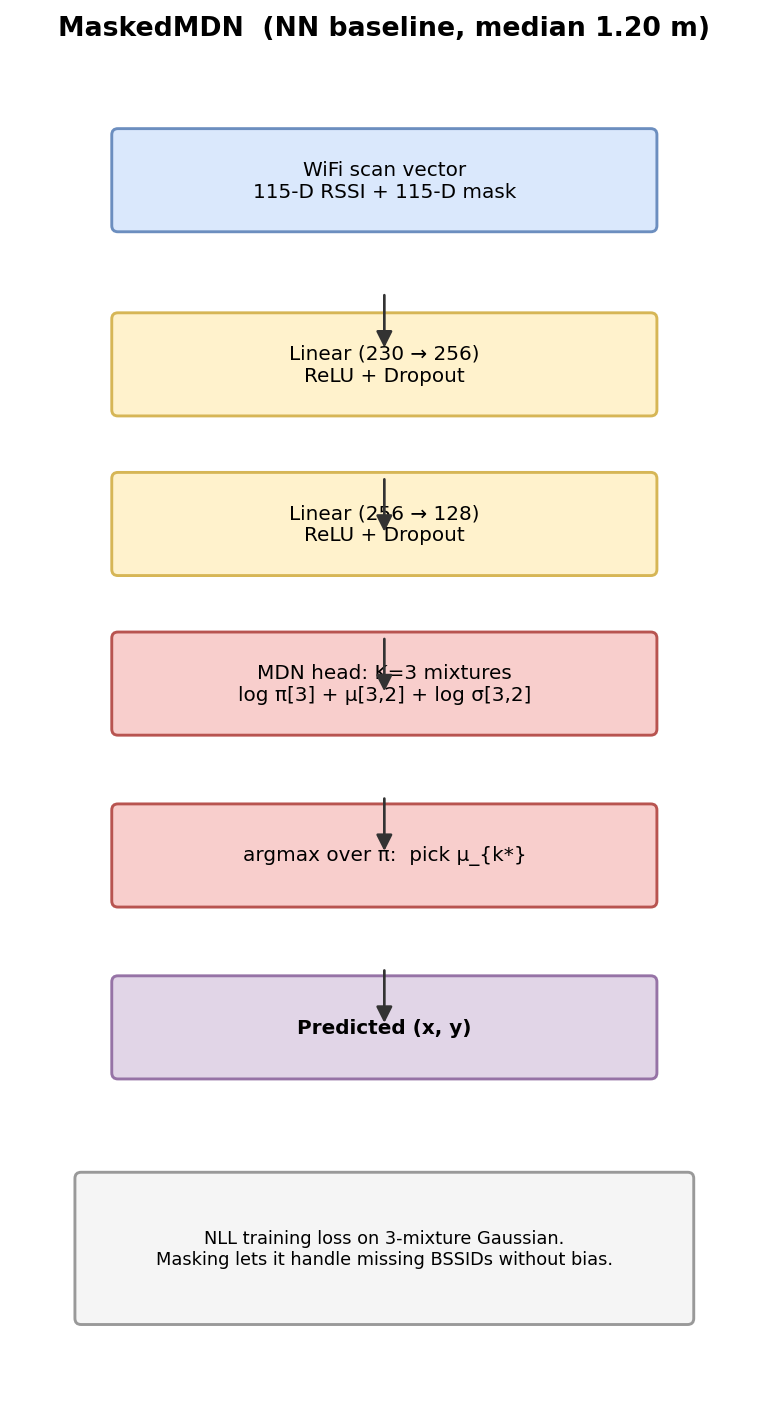 MaskedMDN  (NN baseline, median 1.20 m)
WiFi scan vector
115-D RSSI + 115-D mask
Linear (230 → 256)
ReLU + Dropout
Linear (256 → 128)
ReLU + Dropout
MDN head: K=3 mixtures
log π[3] + μ[3,2] + log σ[3,2]
argmax over π:  pick μ_{k*}
Predicted (x, y)
NLL training loss on 3-mixture Gaussian.
Masking lets it handle missing BSSIDs without bias.